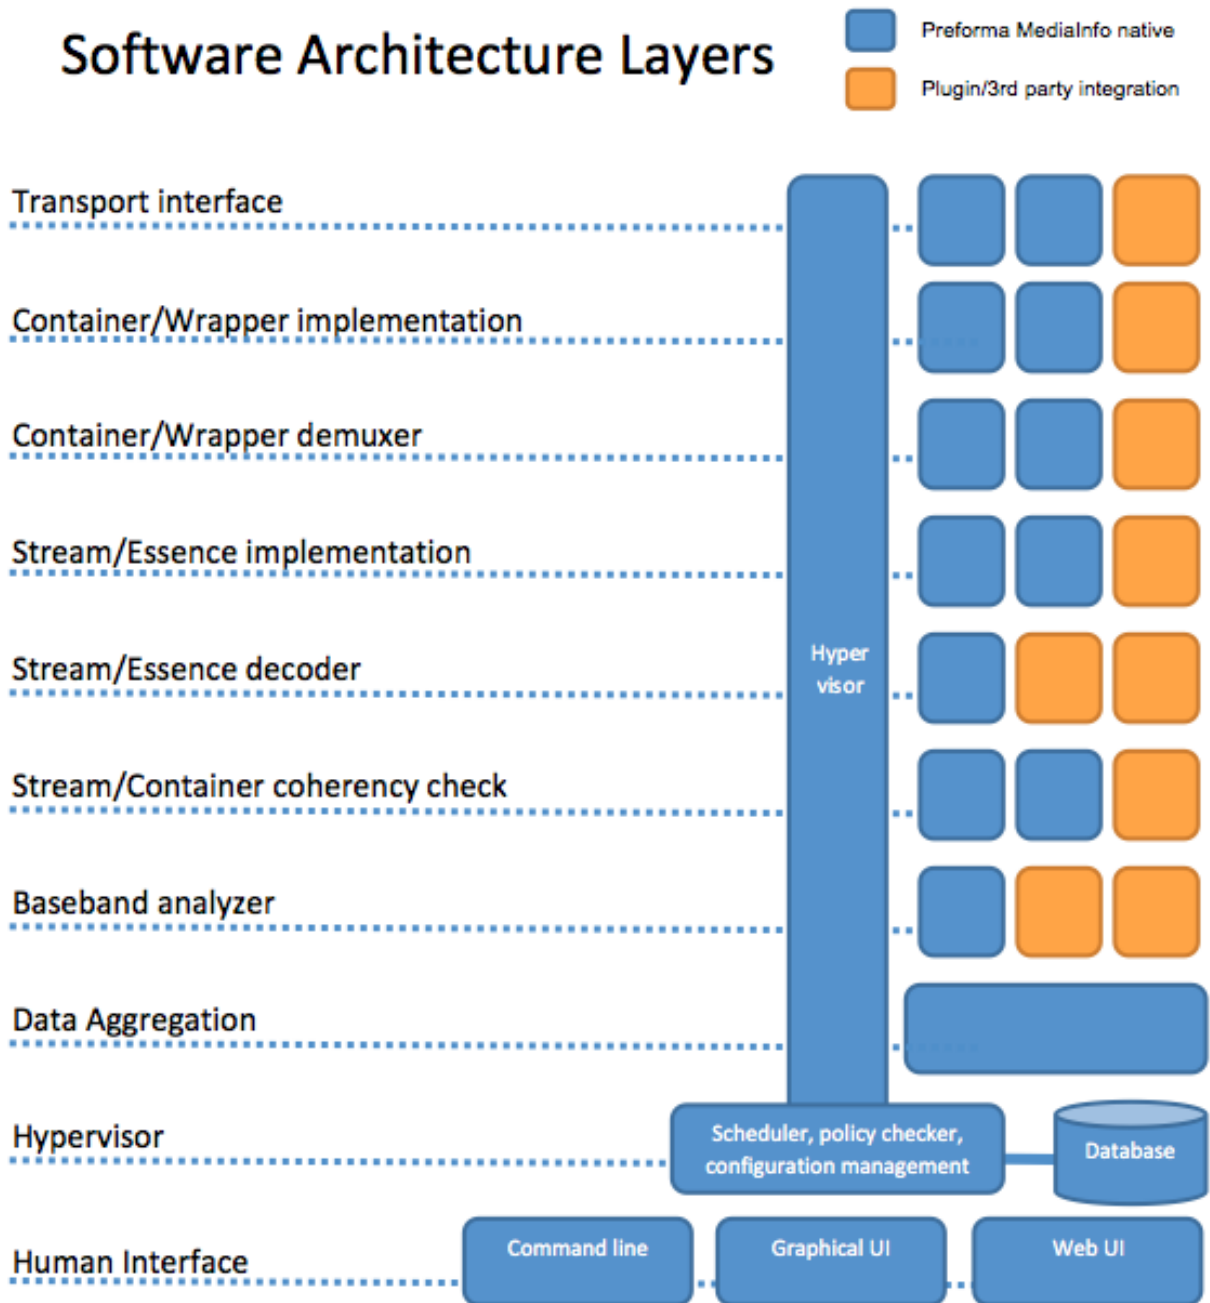 Software Architecture Layers
Preforma MediaInfo native
Plugin/3rd party integration
Transport interface
Container/Wrapper implementation
Container/Wrapper demuxer
Stream/Essence implementation
Stream/Essence decoder
Hyper
visor
Stream/Container coherency check
Baseband analyzer
Data Aggregation
Hypervisor
Scheduler, policy checker,
configuration management
Database
Human Interface
Command line
Graphical UI
Web UI